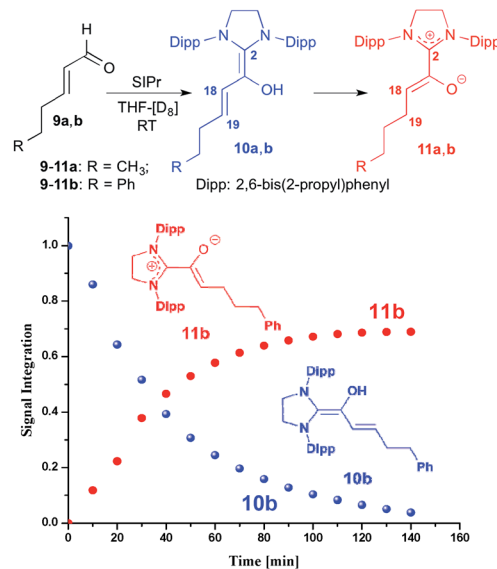 H
O
R
9a,b
SIPr
THF-[D8]
RT
Dipp N N Dipp
2
OH
18
19
R
10a,b
Dipp N N Dipp
⊕
2
O⊖
18
19
R
11a,b
9-11a: R = CH3;
9-11b: R = Ph
Dipp: 2,6-bis(2-propyl)phenyl
Signal Integration
1.0
0.8
0.6
0.4
0.2
0.0
Dipp
N
⊕
N
Dipp
O⊖
Ph
11b
11b
Dipp
N
OH
N
Dipp
Ph
10b
10b
0 20 40 60 80 100 120 140 160
Time [min]